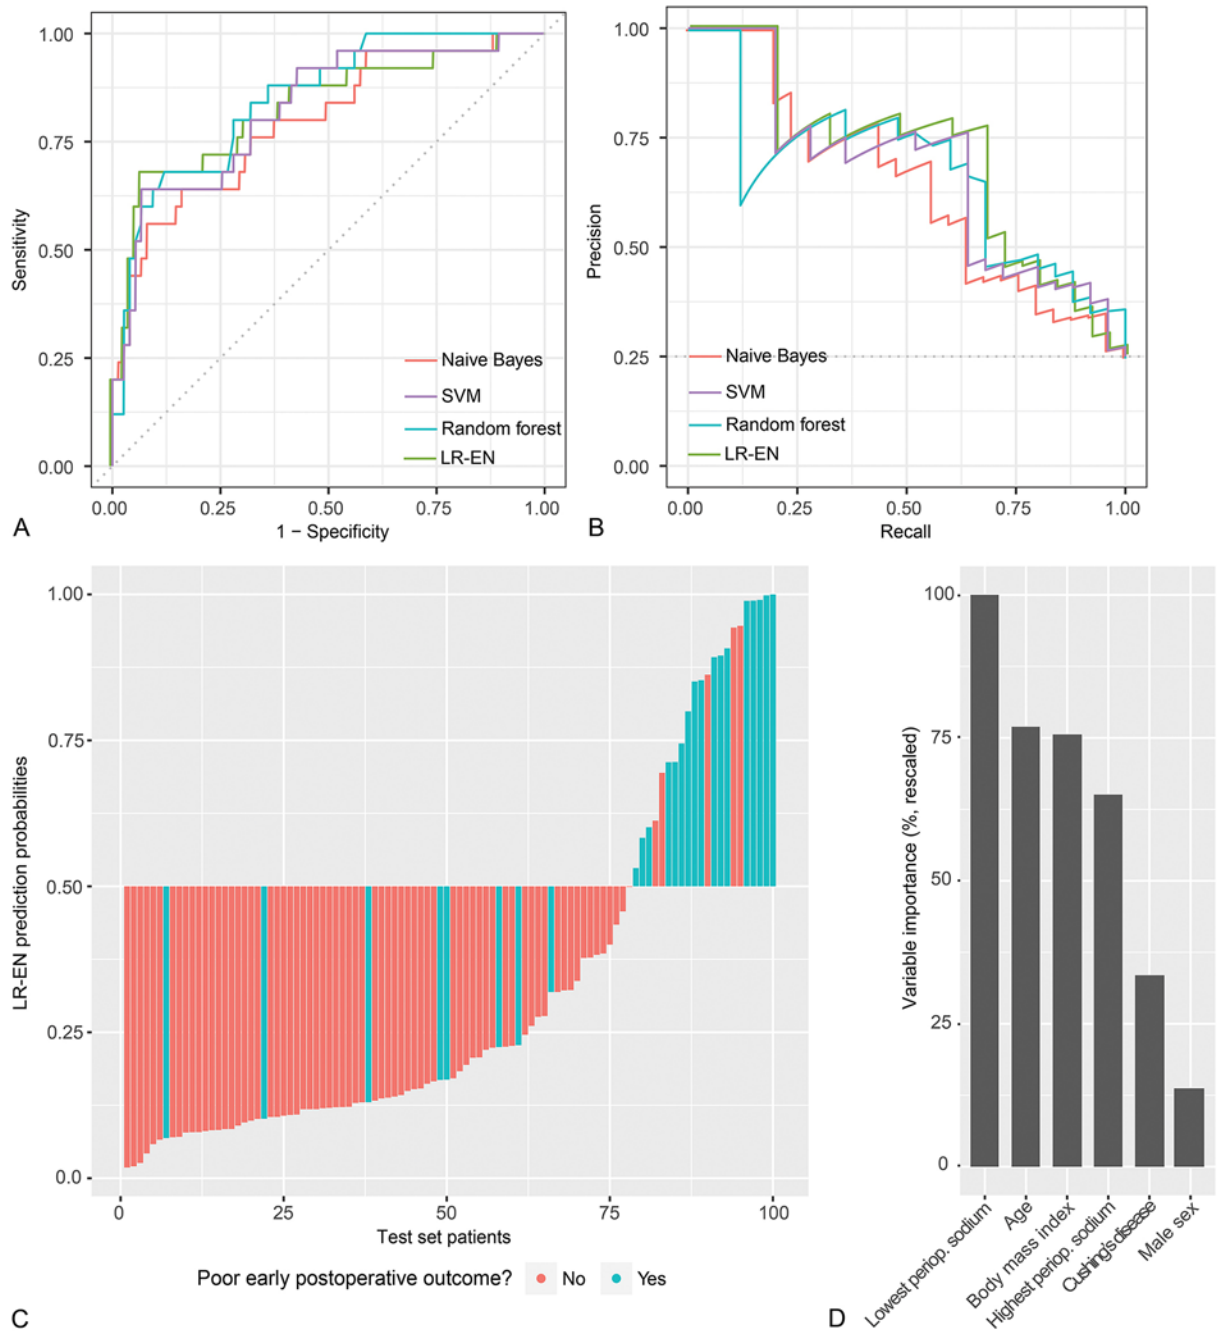 1.00
0.75
0.50
0.25
0.00
Sensitivity
Naive Bayes
SVM
Random forest
LR-EN
0.00 0.25 0.50 0.75 1.00
1 − Specificity
A
1.00
0.75
0.50
0.25
0.00
Precision
Naive Bayes
SVM
Random forest
LR-EN
0.00 0.25 0.50 0.75 1.00
Recall
B
1.00
0.75
0.50
0.25
0.0
LR-EN prediction probabilities
0 25 50 75 100
Test set patients
Poor early postoperative outcome? No Yes
C
100
75
50
25
0
Variable importance (%, rescaled)
Lowest periop. sodium
Age
Body mass index
Highest periop. sodium
Cushing's disease
Male sex
D